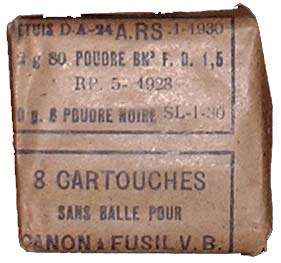 ETUIS D-A-24 A.RS.1-1930
2 g 80 POUDRE BN³ F. D. 1,5
RP. 5- 1928
0 g. 8 POUDRE NOIRE SL-1-30
8 CARTOUCHES
SANS BALLE POUR
CANON à FUSIL V. B.